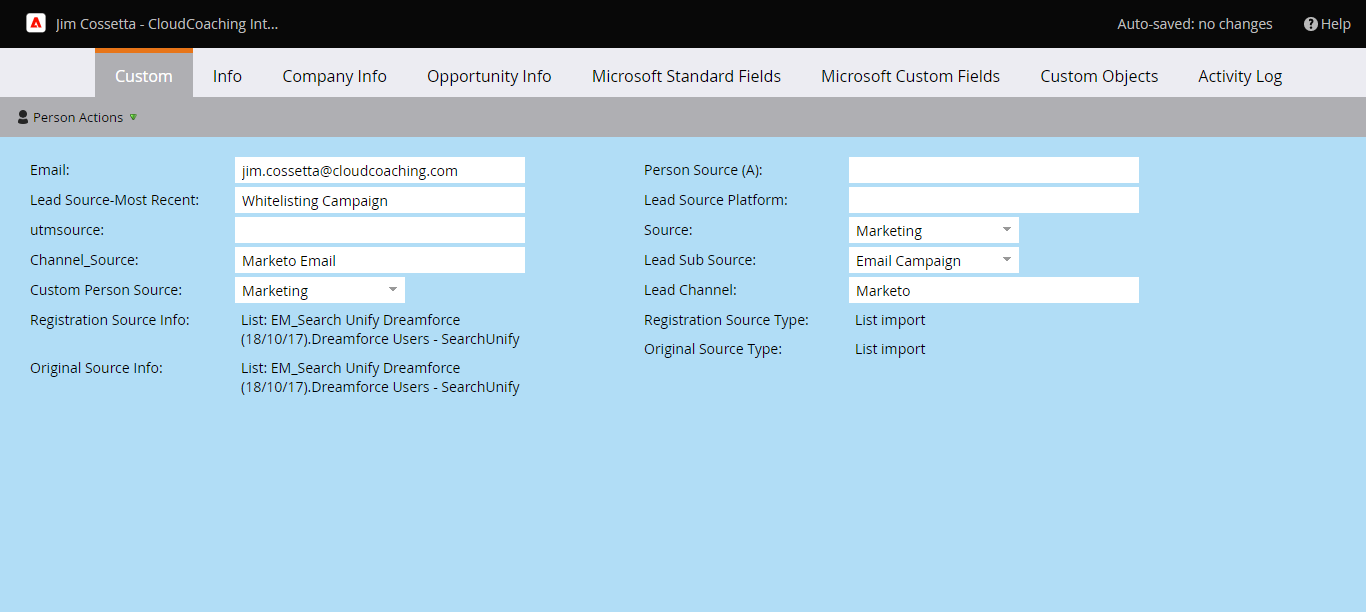 Jim Cossetta - CloudCoaching Int...
Auto-saved: no changes
Help
Custom
Info
Company Info
Opportunity Info
Microsoft Standard Fields
Microsoft Custom Fields
Custom Objects
Activity Log
Person Actions
Email: jim.cossetta@cloudcoaching.com
Person Source (A):
Lead Source-Most Recent: Whitelisting Campaign
Lead Source Platform:
utmsource:
Source: Marketing
Channel_Source: Marketo Email
Lead Sub Source: Email Campaign
Custom Person Source: Marketing
Lead Channel: Marketo
Registration Source Info: List: EM_Search Unify Dreamforce
(18/10/17).Dreamforce Users - SearchUnify
Registration Source Type: List import
Original Source Type: List import
Original Source Info: List: EM_Search Unify Dreamforce
(18/10/17).Dreamforce Users - SearchUnify